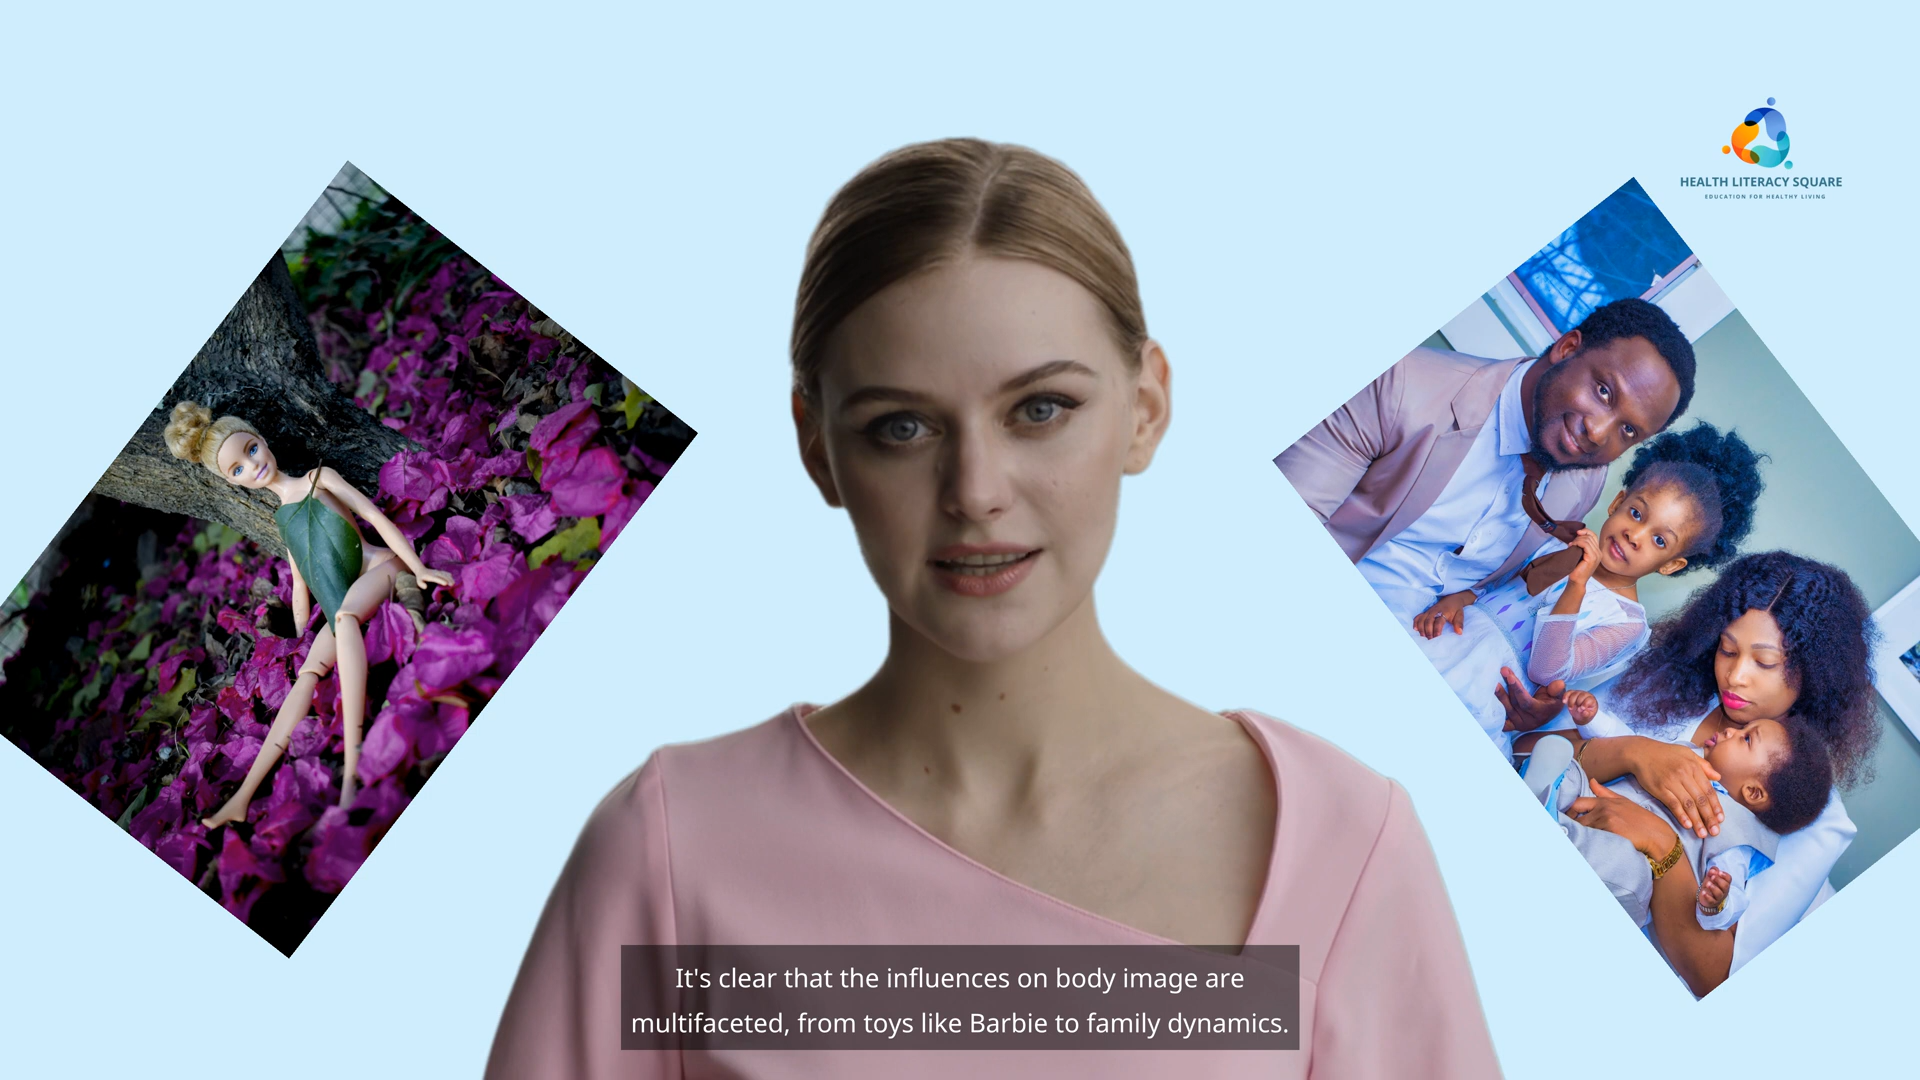 HEALTH LITERACY SQUARE
EDUCATION FOR HEALTHY LIVING
It's clear that the influences on body image are
multifaceted, from toys like Barbie to family dynamics.